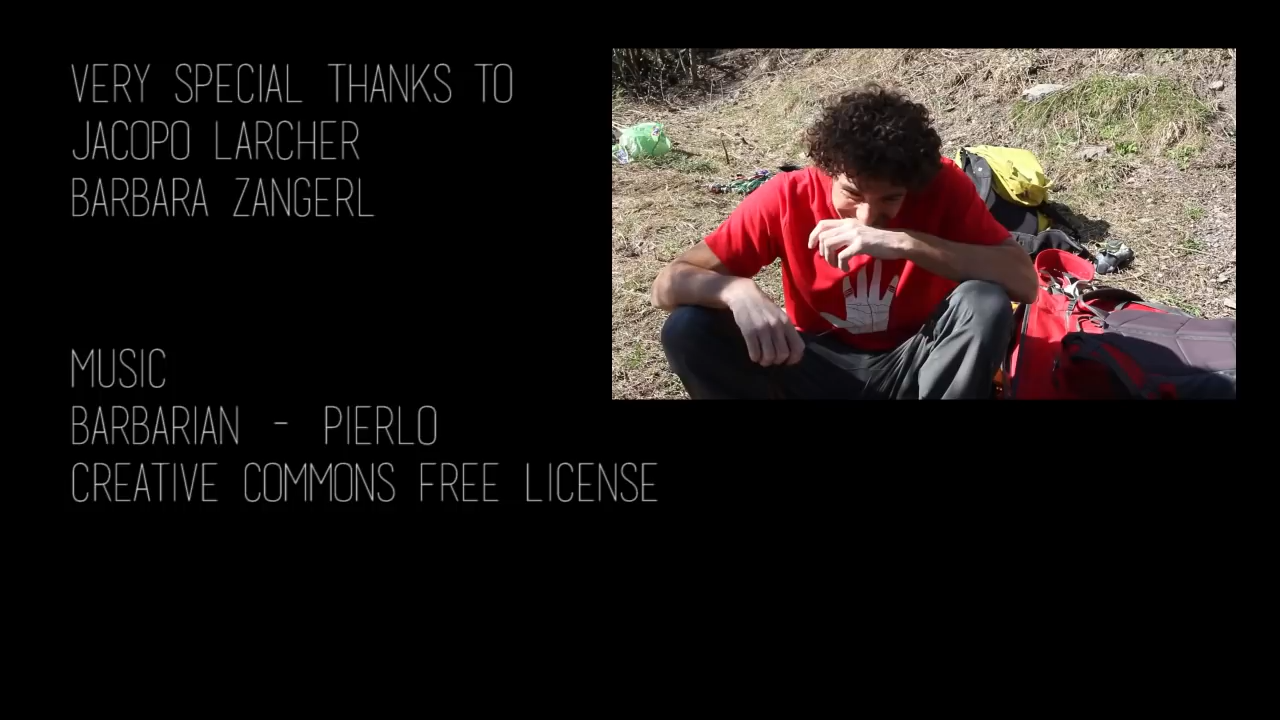 VERY SPECIAL THANKS TO
JACOPO LARCHER
BARBARA ZANGERL
MUSIC
BARBARIAN - PIERLO
CREATIVE COMMONS FREE LICENSE